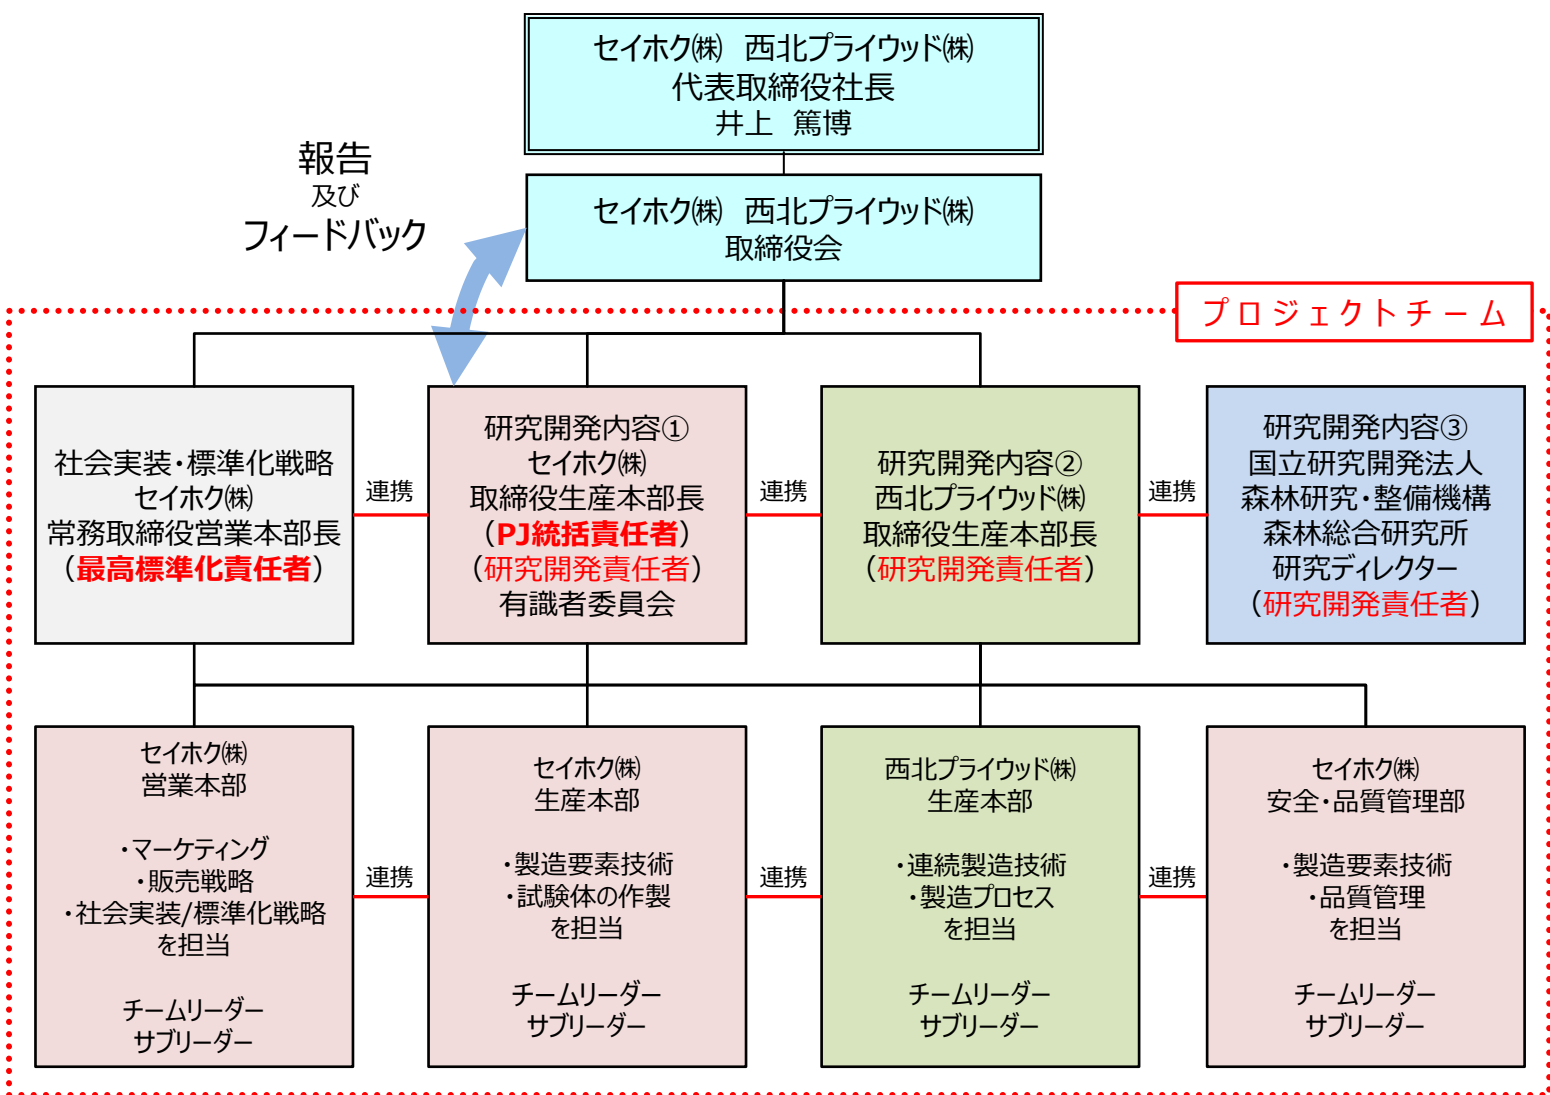 セイホク㈱　西北プライウッド㈱
代表取締役社長
井上　篤博
報告
及び
フィードバック
セイホク㈱　西北プライウッド㈱
取締役会
プロジェクトチーム
社会実装・標準化戦略
セイホク㈱
常務取締役営業本部長
（最高標準化責任者）
連携
研究開発内容①
セイホク㈱
取締役生産本部長
（PJ統括責任者）
（研究開発責任者）
有識者委員会
連携
研究開発内容②
西北プライウッド㈱
取締役生産本部長
（研究開発責任者）
連携
研究開発内容③
国立研究開発法人
森林研究・整備機構
森林総合研究所
研究ディレクター
（研究開発責任者）
セイホク㈱
営業本部
・マーケティング
・販売戦略
・社会実装/標準化戦略
を担当
チームリーダー
サブリーダー
連携
セイホク㈱
生産本部
・製造要素技術
・試験体の作製
を担当
チームリーダー
サブリーダー
連携
西北プライウッド㈱
生産本部
・連続製造技術
・製造プロセス
を担当
チームリーダー
サブリーダー
連携
セイホク㈱
安全・品質管理部
・製造要素技術
・品質管理
を担当
チームリーダー
サブリーダー